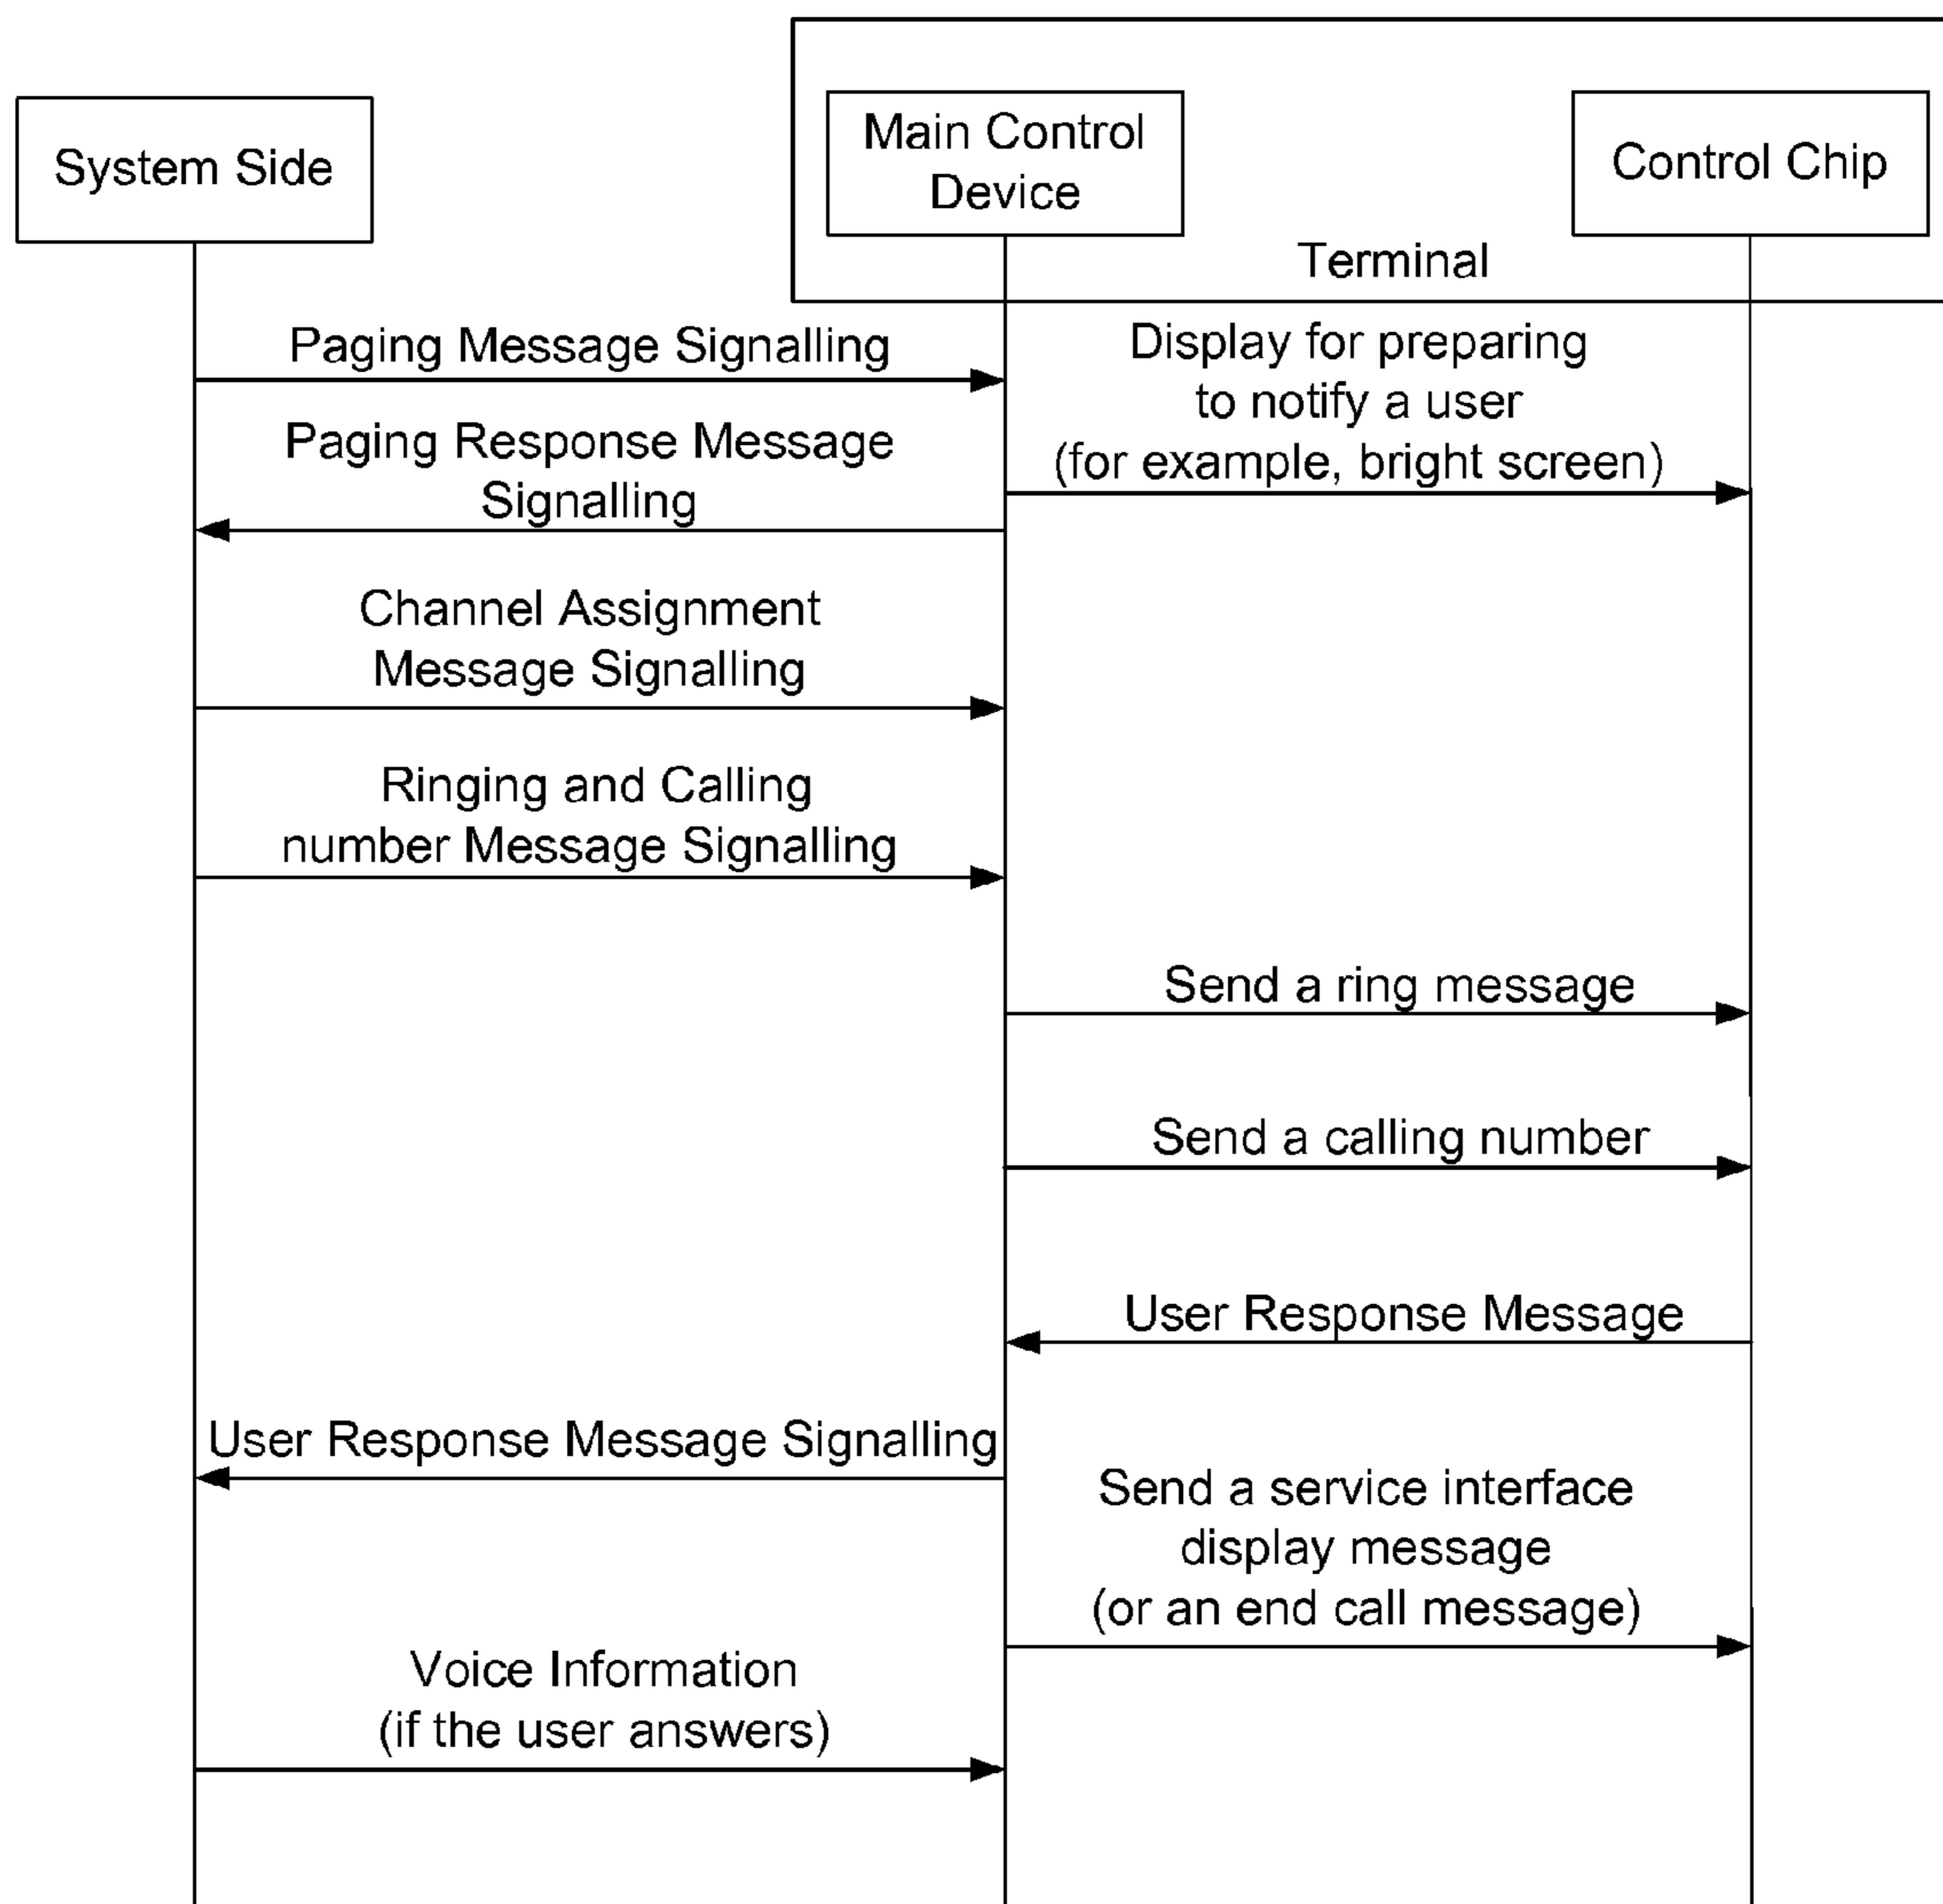 System Side
Main Control
Device
Control Chip
Terminal
Paging Message Signalling
Display for preparing
to notify a user
(for example, bright screen)
Paging Response Message
Signalling
Channel Assignment
Message Signalling
Ringing and Calling
number Message Signalling
Send a ring message
Send a calling number
User Response Message
User Response Message Signalling
Send a service interface
display message
(or an end call message)
Voice Information
(if the user answers)